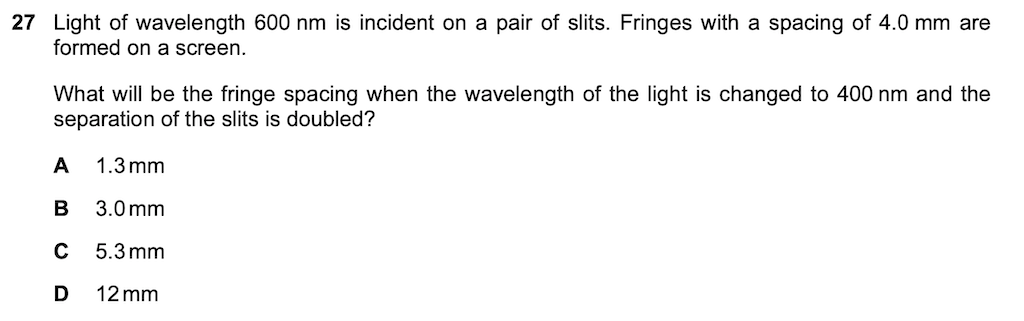 27 Light of wavelength 600 nm is incident on a pair of slits. Fringes with a spacing of 4.0 mm are
formed on a screen.
What will be the fringe spacing when the wavelength of the light is changed to 400 nm and the
separation of the slits is doubled?
A 1.3 mm
B 3.0 mm
C 5.3 mm
D 12 mm